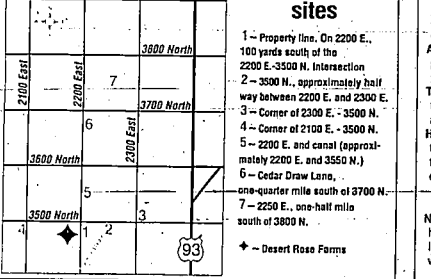 3800 North
2100 East
2200 East
7
3700 North
6
2300 East
3600 North
5
3500 North
4
1
2
3
93
sites
1 – Property line. On 2200 E.,
100 yards south of the
2200 E.-3500 N. Intersection
2 – 3500 N., approximately half
way between 2200 E. and 2300 E.
3 – Corner of 2300 E. - 3500 N.
4 – Corner of 2100 E. - 3500 N.
5 – 2200 E. and canal (approxi-
mately 2200 E. and 3550 N.)
6 – Cedar Draw Lane,
one-quarter mile south of 3700 N.
7 – 2250 E., one-half mile
south of 3800 N.
✦ – Desert Rose Farms